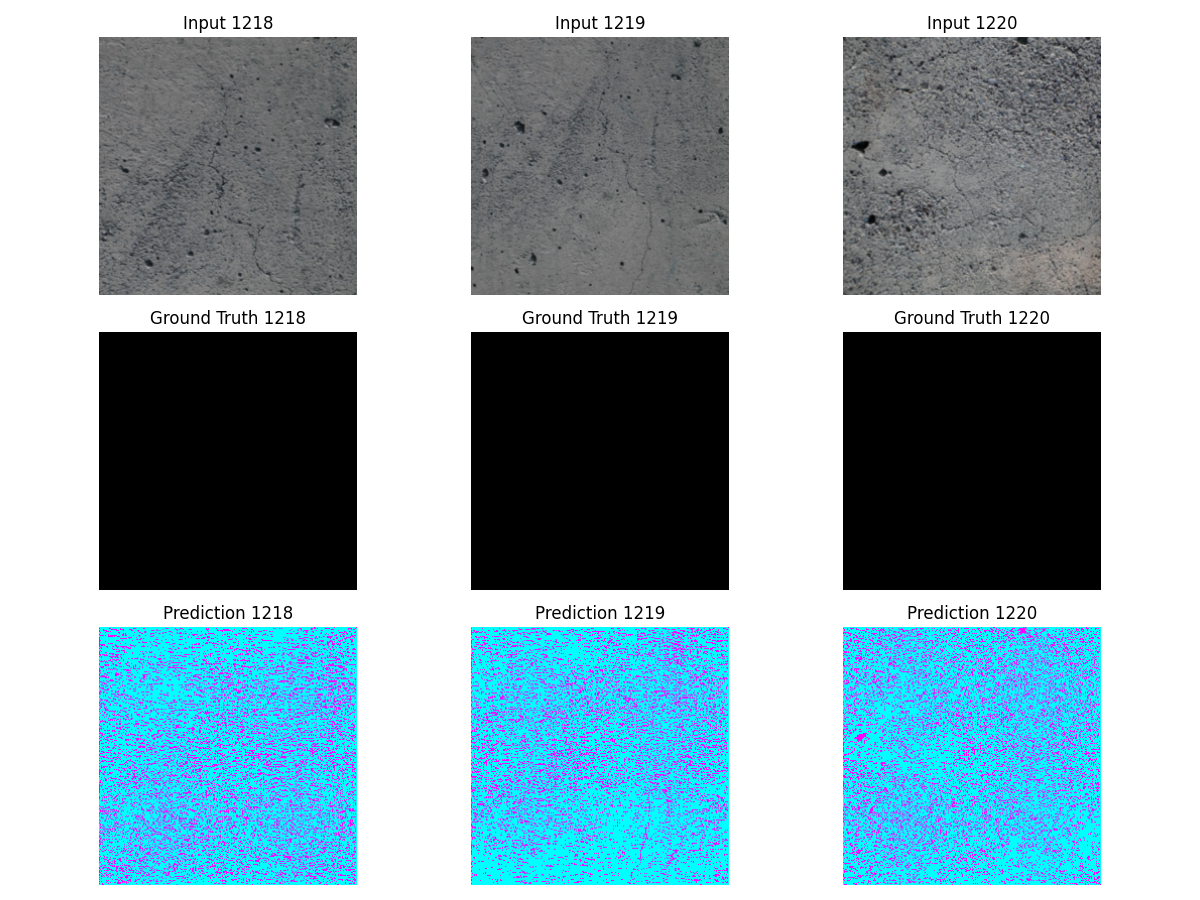 Input 1218
Input 1219
Input 1220
Ground Truth 1218
Ground Truth 1219
Ground Truth 1220
Prediction 1218
Prediction 1219
Prediction 1220